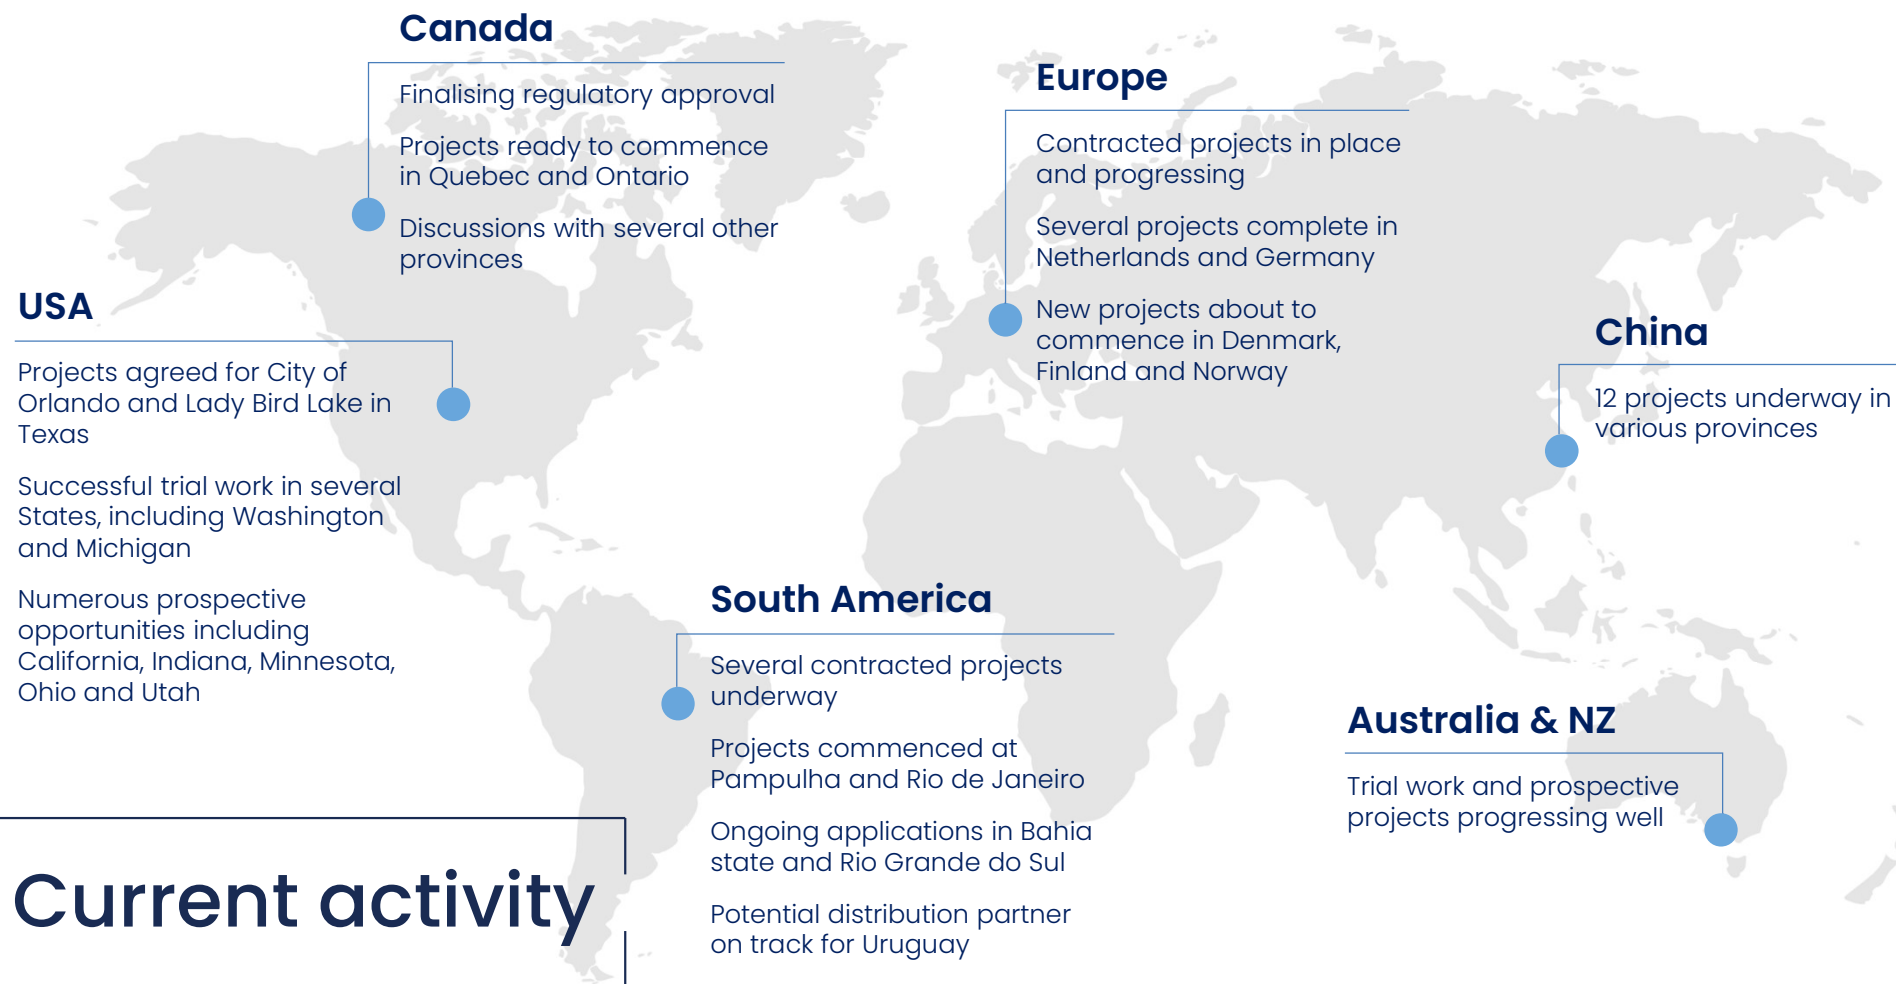 Canada
Finalising regulatory approval
Projects ready to commence
in Quebec and Ontario
Discussions with several other
provinces
Europe
Contracted projects in place
and progressing
Several projects complete in
Netherlands and Germany
New projects about to
commence in Denmark,
Finland and Norway
USA
Projects agreed for City of
Orlando and Lady Bird Lake in
Texas
Successful trial work in several
States, including Washington
and Michigan
Numerous prospective
opportunities including
California, Indiana, Minnesota,
Ohio and Utah
China
12 projects underway in
various provinces
South America
Several contracted projects
underway
Projects commenced at
Pampulha and Rio de Janeiro
Ongoing applications in Bahia
state and Rio Grande do Sul
Potential distribution partner
on track for Uruguay
Australia & NZ
Trial work and prospective
projects progressing well
Current activity